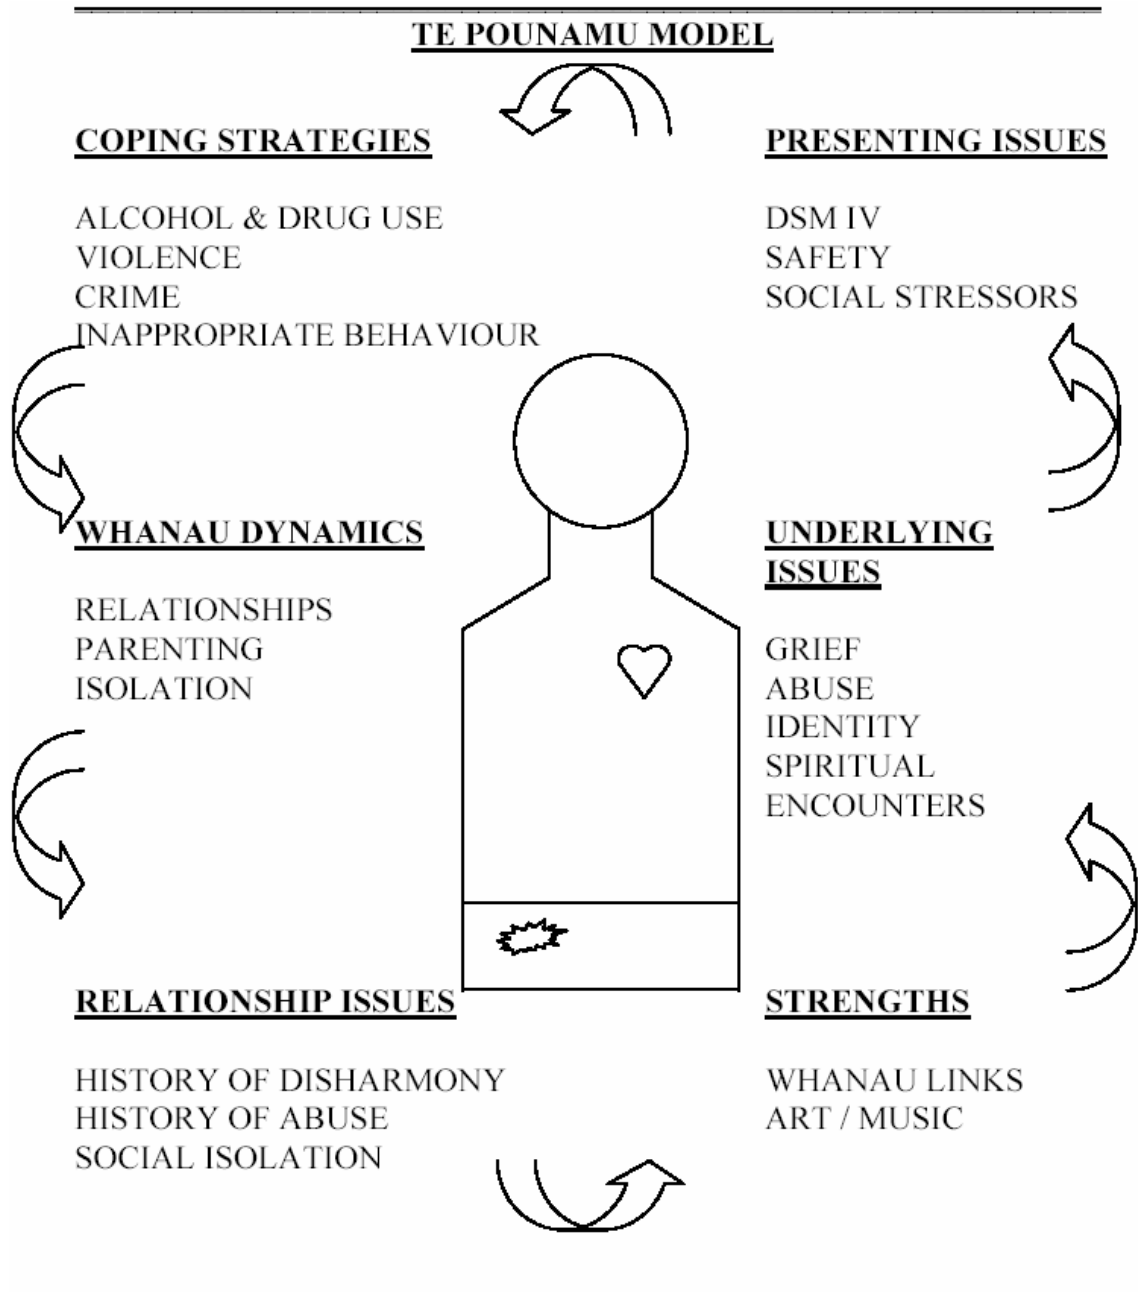 TE POUNAMU MODEL
COPING STRATEGIES
ALCOHOL & DRUG USE
VIOLENCE
CRIME
INAPPROPRIATE BEHAVIOUR
PRESENTING ISSUES
DSM IV
SAFETY
SOCIAL STRESSORS
WHANAU DYNAMICS
RELATIONSHIPS
PARENTING
ISOLATION
UNDERLYING
ISSUES
GRIEF
ABUSE
IDENTITY
SPIRITUAL
ENCOUNTERS
RELATIONSHIP ISSUES
HISTORY OF DISHARMONY
HISTORY OF ABUSE
SOCIAL ISOLATION
STRENGTHS
WHANAU LINKS
ART / MUSIC